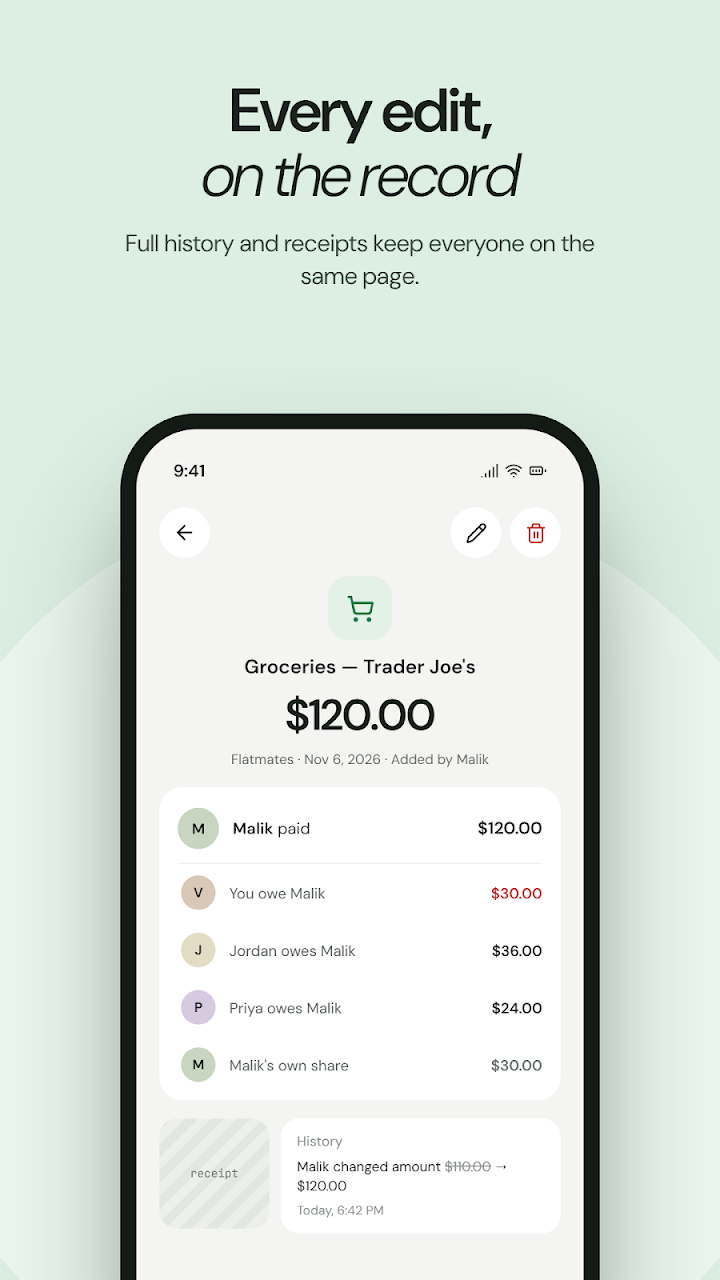 Every edit,
on the record
Full history and receipts keep everyone on the
same page.
9:41
Groceries — Trader Joe's
$120.00
Flatmates · Nov 6, 2026 · Added by Malik
M Malik paid $120.00
V You owe Malik $30.00
J Jordan owes Malik $36.00
P Priya owes Malik $24.00
M Malik's own share $30.00
receipt
History
Malik changed amount $110.00 →
$120.00
Today, 6:42 PM